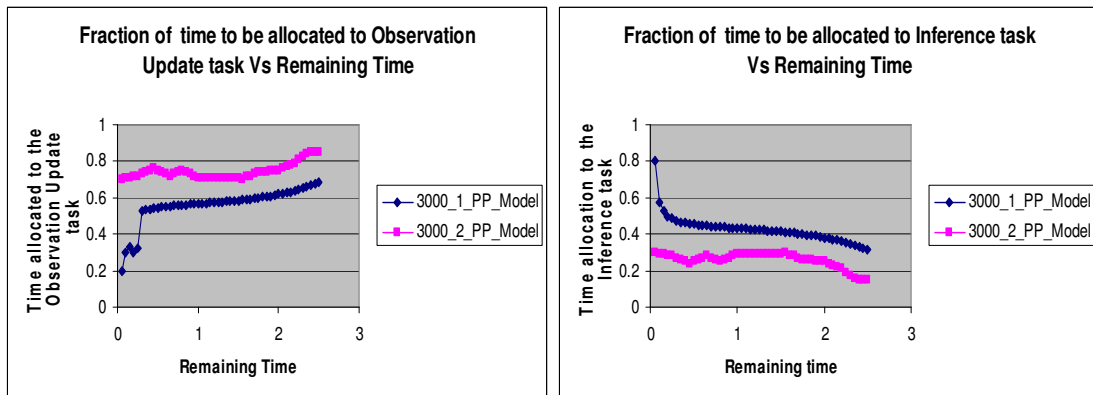 Fraction of time to be allocated to Observation
Update task Vs Remaining Time
Time allocated to the
Observation Update
task
1
0.8
0.6
0.4
0.2
0
0
1
2
3
Remaining Time
3000_1_PP_Model
3000_2_PP_Model
Fraction of time to be allocated to Inference task
Vs Remaining Time
Time allocation to the
Inference task
1
0.8
0.6
0.4
0.2
0
0
1
2
3
Remaining time
3000_1_PP_Model
3000_2_PP_Model